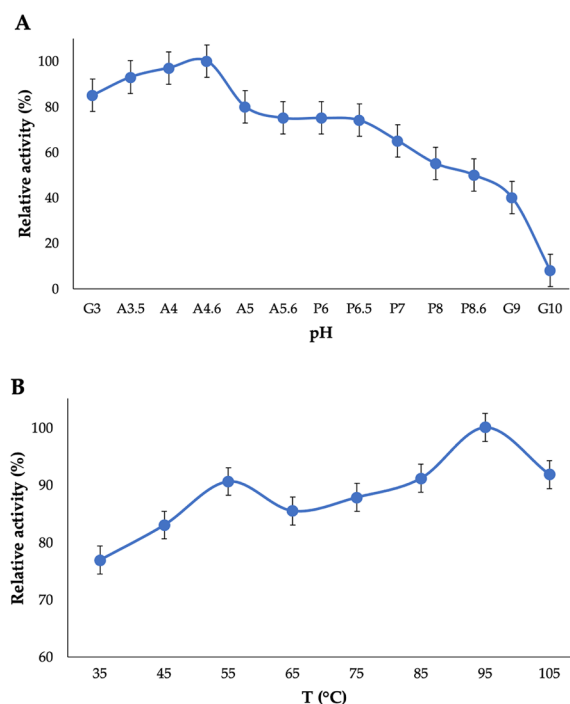 A
Relative activity (%)
100
80
60
40
20
0
G3 A3.5 A4 A4.6 A5 A5.6 P6 P6.5 P7 P8 P8.6 G9 G10
pH
B
Relative activity (%)
100
90
80
70
60
35 45 55 65 75 85 95 105
T (°C)